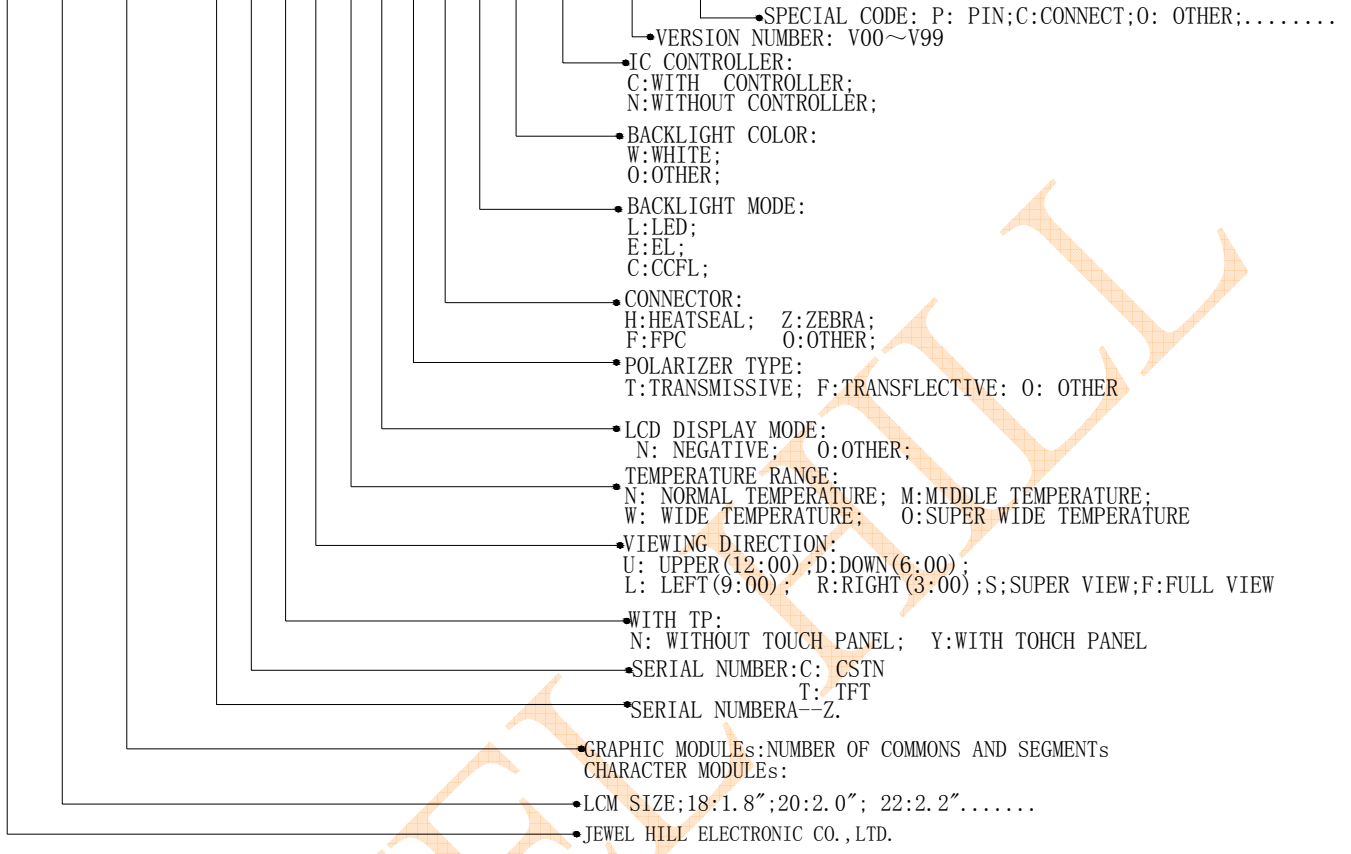 SPECIAL CODE: P: PIN;C:CONNECT;O: OTHER;........
VERSION NUMBER: V00～V99
IC CONTROLLER:
C:WITH CONTROLLER;
N:WITHOUT CONTROLLER;
BACKLIGHT COLOR:
W:WHITE;
O:OTHER;
BACKLIGHT MODE:
L:LED;
E:EL;
C:CCFL;
CONNECTOR:
H:HEATSEAL; Z:ZEBRA;
F:FPC O:OTHER;
POLARIZER TYPE:
T:TRANSMISSIVE; F:TRANSFLECTIVE: O: OTHER
LCD DISPLAY MODE:
N: NEGATIVE; O:OTHER;
TEMPERATURE RANGE:
N: NORMAL TEMPERATURE; M:MIDDLE TEMPERATURE;
W: WIDE TEMPERATURE; O:SUPER WIDE TEMPERATURE
VIEWING DIRECTION:
U: UPPER(12:00);D:DOWN(6:00);
L: LEFT(9:00); R:RIGHT(3:00);S;SUPER VIEW;F:FULL VIEW
WITH TP:
N: WITHOUT TOUCH PANEL; Y:WITH TOHCH PANEL
SERIAL NUMBER:C: CSTN
T: TFT
SERIAL NUMBERA--Z.
GRAPHIC MODULEs:NUMBER OF COMMONS AND SEGMENTs
CHARACTER MODULEs:
LCM SIZE;18:1.8″;20:2.0″; 22:2.2″.......
JEWEL HILL ELECTRONIC CO.,LTD.
EL HILL